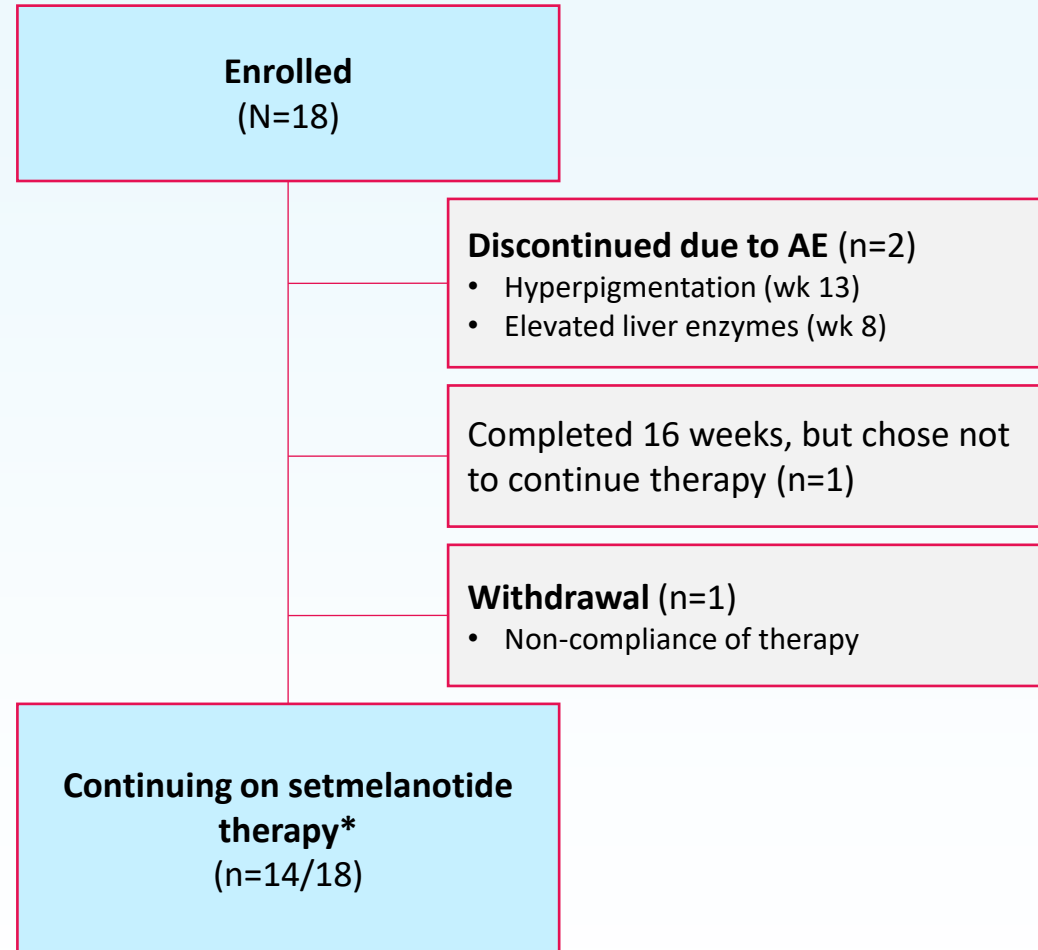 Enrolled
(N=18)
Discontinued due to AE (n=2)
• Hyperpigmentation (wk 13)
• Elevated liver enzymes (wk 8)
Completed 16 weeks, but chose not
to continue therapy (n=1)
Withdrawal (n=1)
• Non-compliance of therapy
Continuing on setmelanotide
therapy*
(n=14/18)